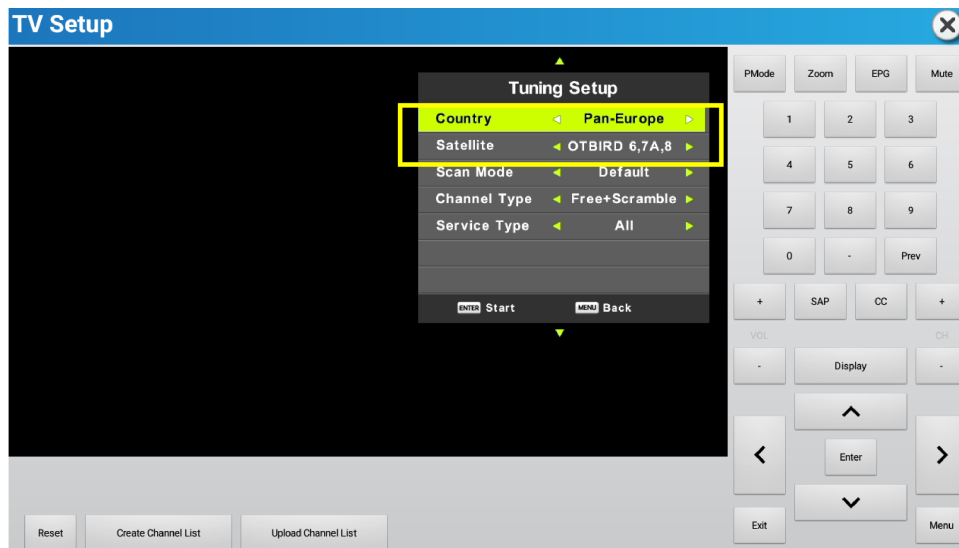 TV Setup
Tuning Setup
Country Pan-Europe
Satellite OTBIRD 6,7A,8
Scan Mode Default
Channel Type Free+Scramble
Service Type All
ENTER Start MENU Back
PMode Zoom EPG Mute
1 2 3
4 5 6
7 8 9
0 - Prev
+ SAP CC +
VOL CH
- Display -
Enter
Exit Menu
Reset Create Channel List Upload Channel List